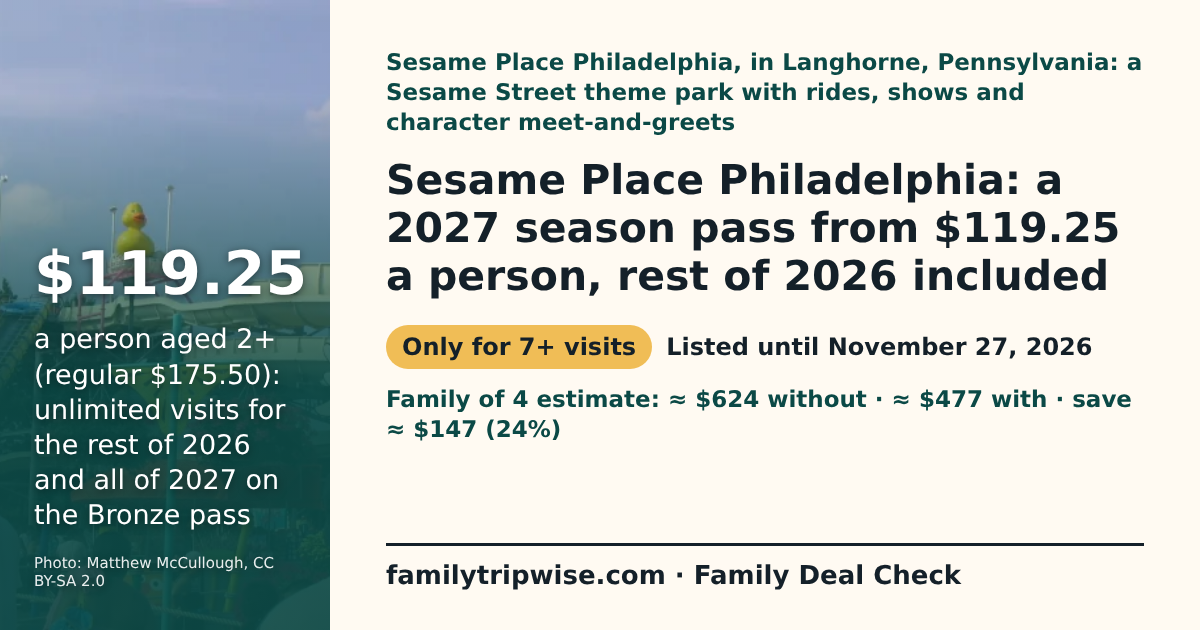 $119.25
a person aged 2+
(regular $175.50):
unlimited visits for
the rest of 2026
and all of 2027 on
the Bronze pass
Photo: Matthew McCullough, CC
BY-SA 2.0
Sesame Place Philadelphia, in Langhorne, Pennsylvania: a
Sesame Street theme park with rides, shows and
character meet-and-greets
Sesame Place Philadelphia: a
2027 season pass from $119.25
a person, rest of 2026 included
Only for 7+ visits Listed until November 27, 2026
Family of 4 estimate: ≈ $624 without · ≈ $477 with · save
≈ $147 (24%)
familytripwise.com · Family Deal Check